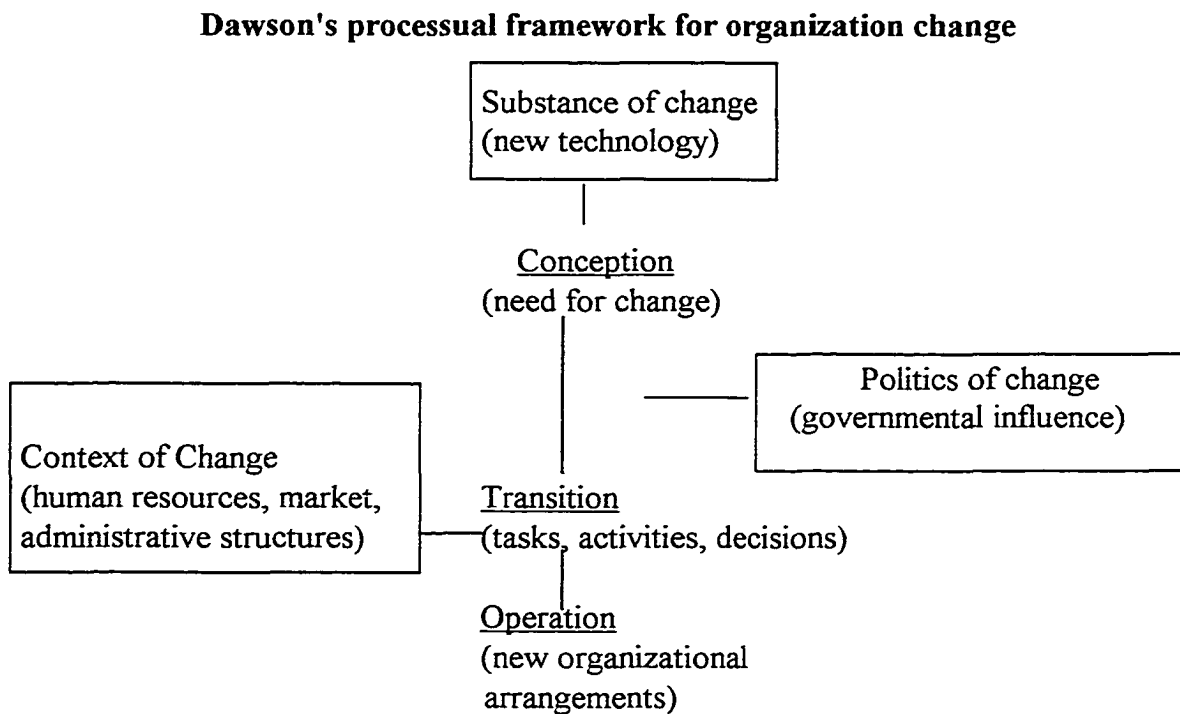 Dawson's processual framework for organization change
Substance of change
(new technology)
Conception
(need for change)
Politics of change
(governmental influence)
Context of Change
(human resources, market,
administrative structures)
Transition
(tasks, activities, decisions)
Operation
(new organizational
arrangements)